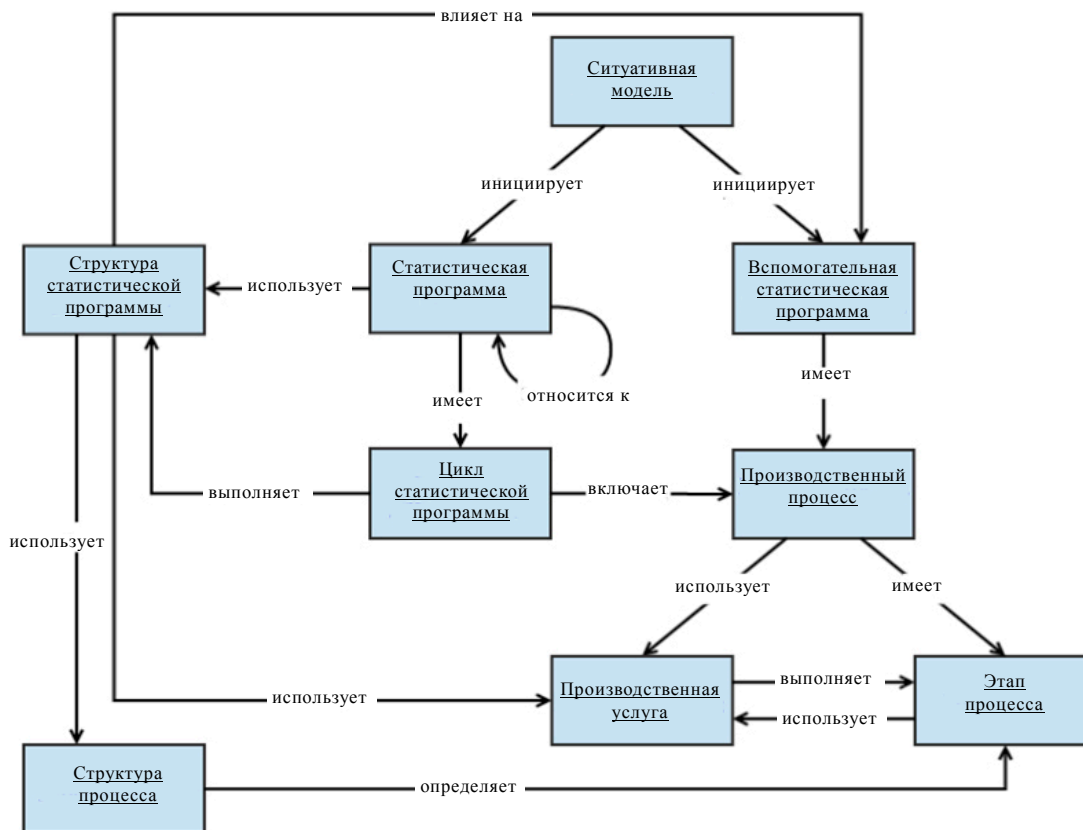 влияет на
Ситуативная
модель
инициирует
инициирует
Структура
статистической
программы
использует
Статистическая
программа
Вспомогательная
статистическая
программа
имеет
относится к
имеет
выполняет
Цикл
статистической
программы
включает
Производственный
процесс
использует
использует
имеет
использует
Производственная
услуга
выполняет
использует
Этап
процесса
Структура
процесса
определяет